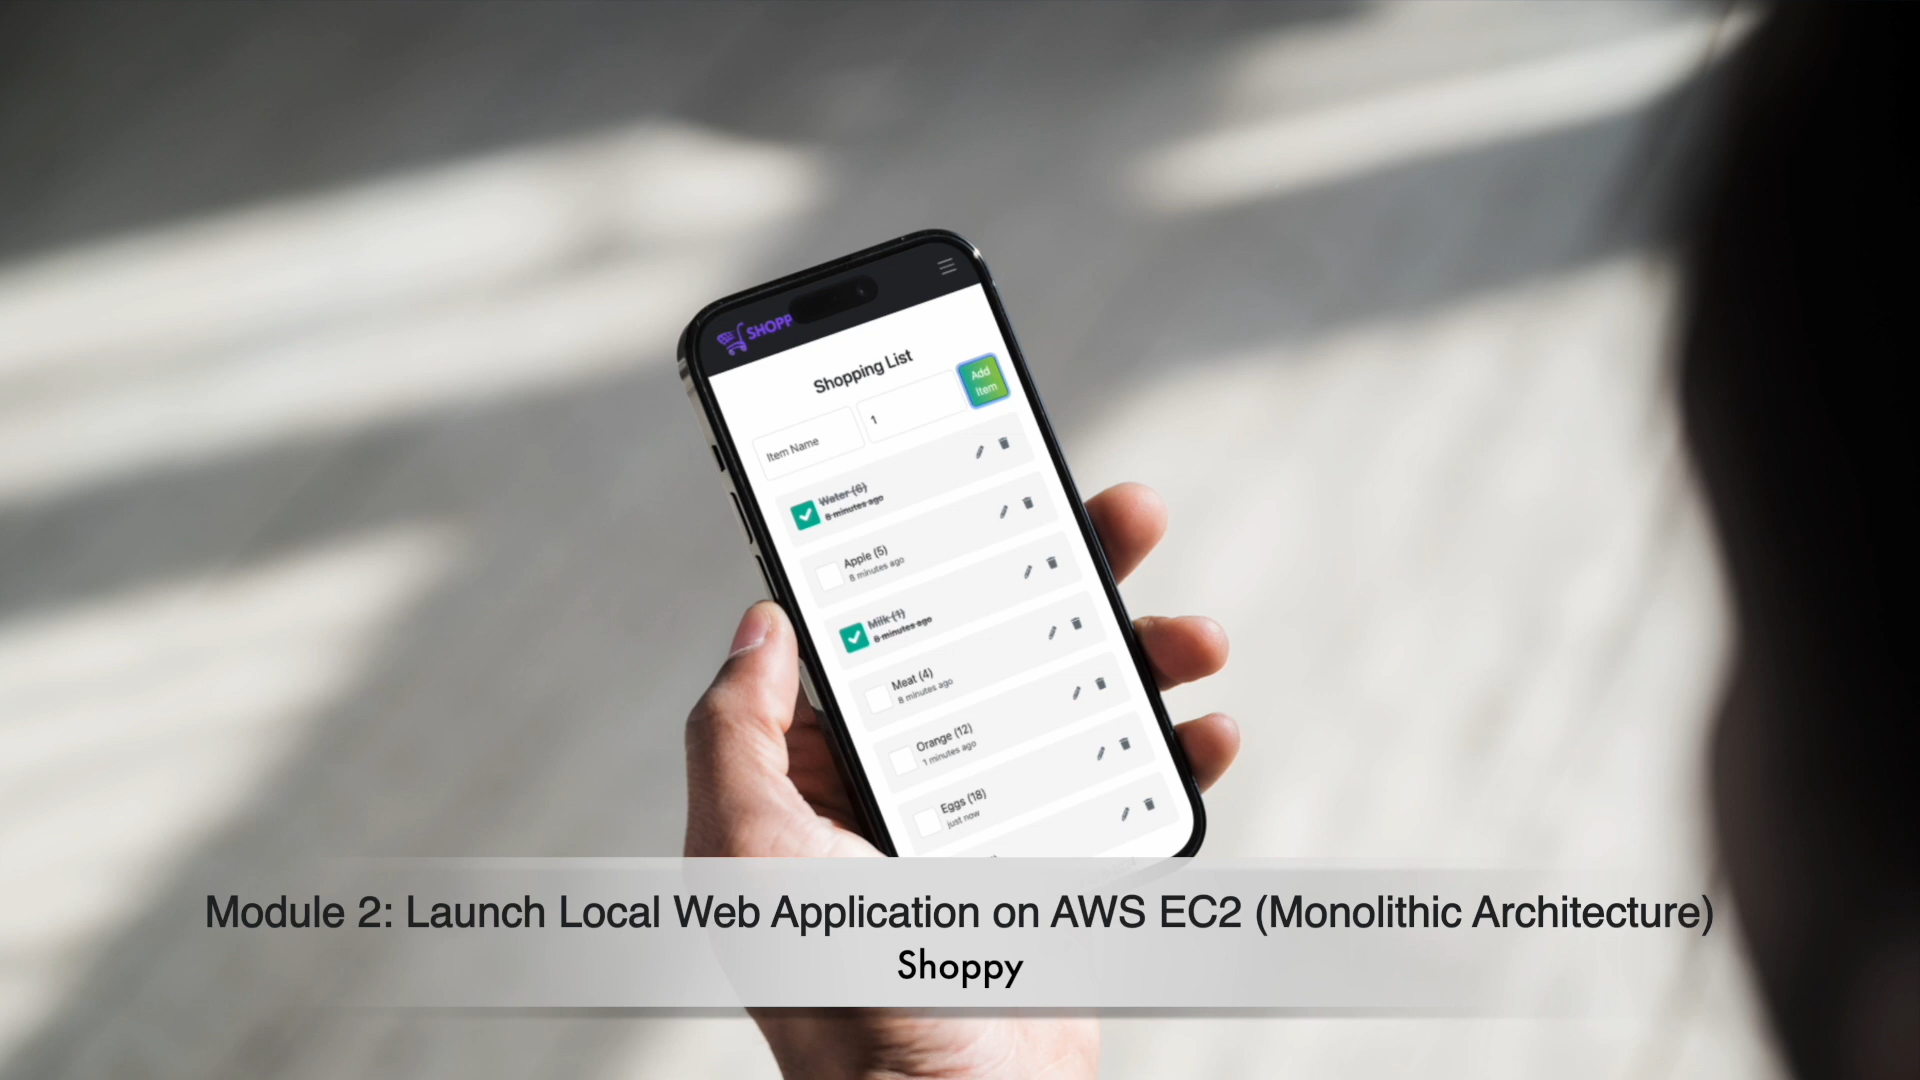 SHOPP
Shopping List
Item Name
1
Add
Item
Water (6)
8 minutes ago
Apple (5)
8 minutes ago
Milk (1)
8 minutes ago
Meat (4)
8 minutes ago
Orange (12)
1 minutes ago
Eggs (18)
just now
Module 2: Launch Local Web Application on AWS EC2 (Monolithic Architecture)
Shoppy